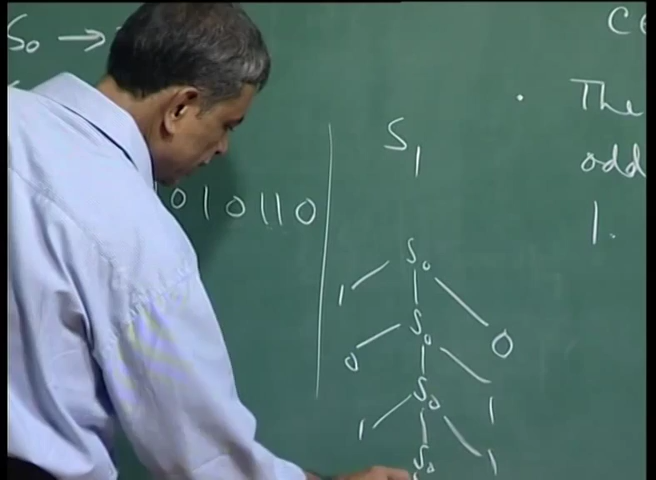 S₀ →
0 1 0 1 1 0
S₁
S₀
1 0
S₀
0 1
S₀
1 1
S₀
The
odd
1.